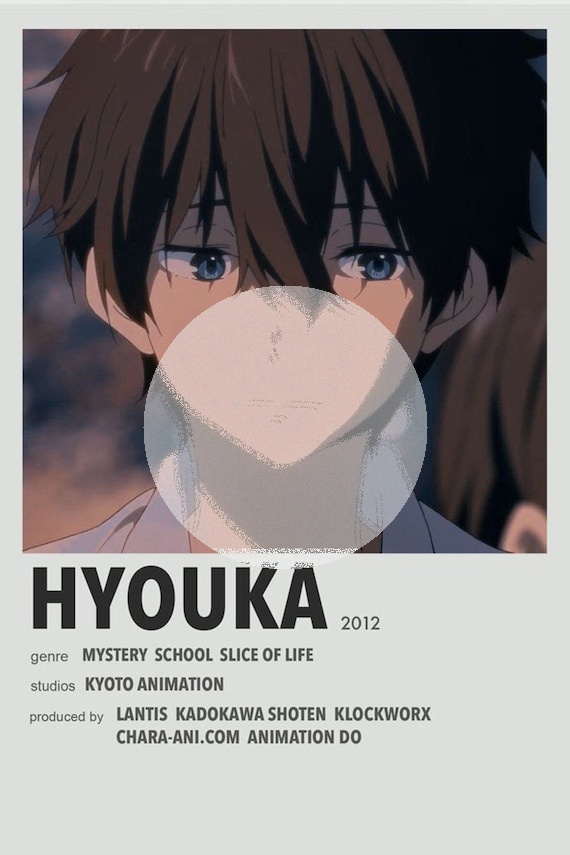 HYOUKA 2012
genre MYSTERY SCHOOL SLICE OF LIFE
studios KYOTO ANIMATION
produced by LANTIS KADOKAWA SHOTEN KLOCKWORX
CHARA-ANI.COM ANIMATION DO